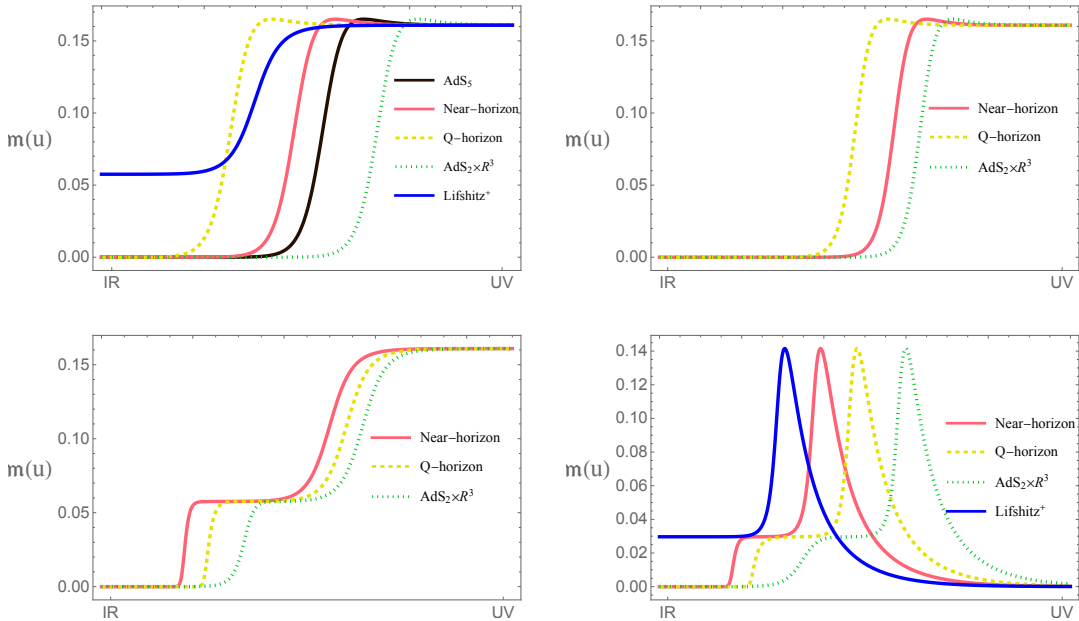 0.15
0.10
0.05
0.00
𝔪(u)
IR
UV
AdS₅
Near-horizon
Q-horizon
AdS₂×R³
Lifshitz⁺
0.15
0.10
0.05
0.00
𝔪(u)
IR
UV
Near-horizon
Q-horizon
AdS₂×R³
0.15
0.10
0.05
0.00
𝔪(u)
IR
UV
Near-horizon
Q-horizon
AdS₂×R³
0.14
0.12
0.10
0.08
0.06
0.04
0.02
0.00
𝔪(u)
IR
UV
Near-horizon
Q-horizon
AdS₂×R³
Lifshitz⁺